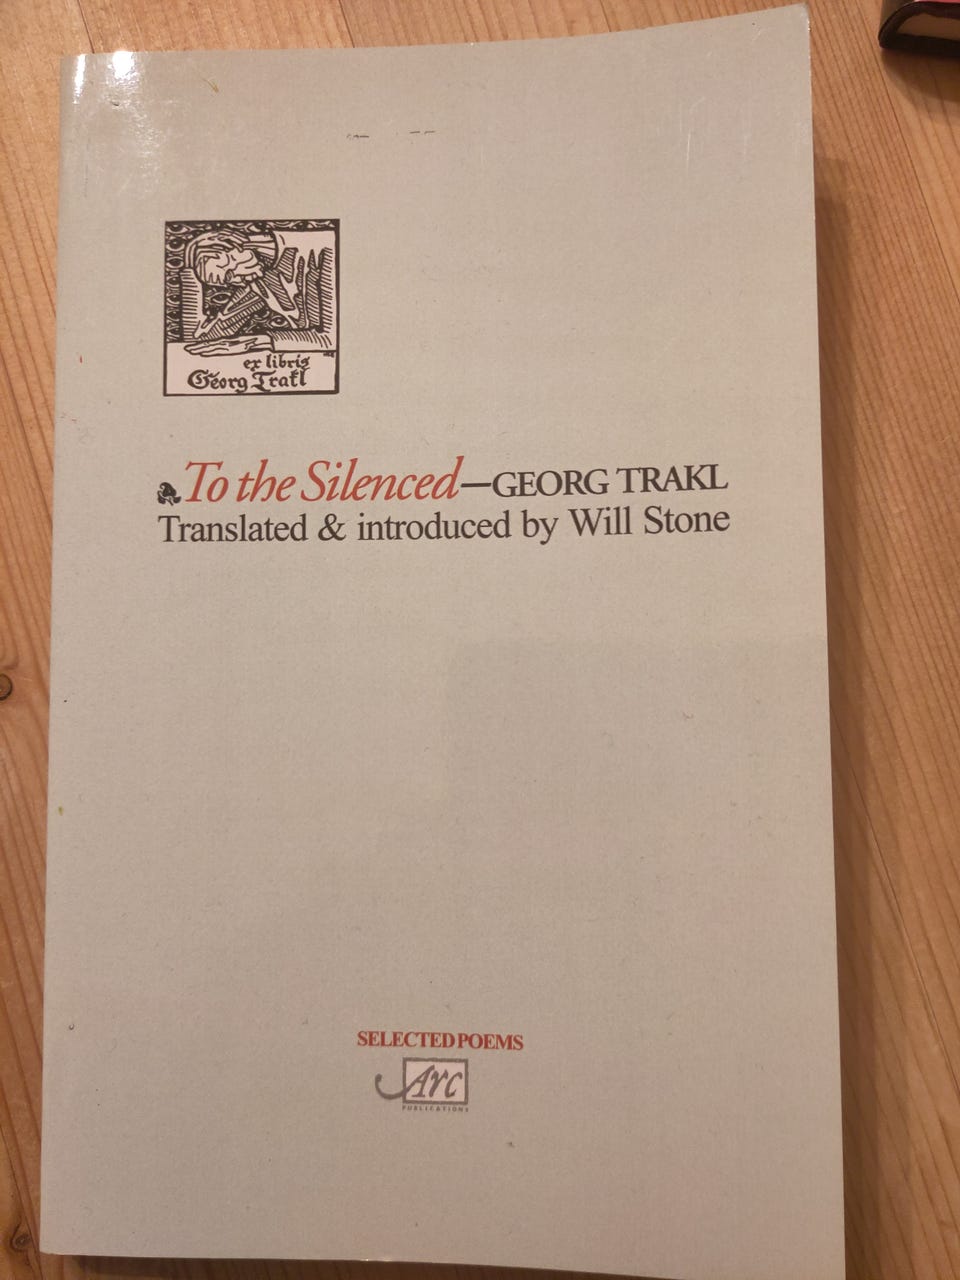 ex libris
Georg Trakl
To the Silenced—GEORG TRAKL
Translated & introduced by Will Stone
SELECTED POEMS
Arc
PUBLICATIONS